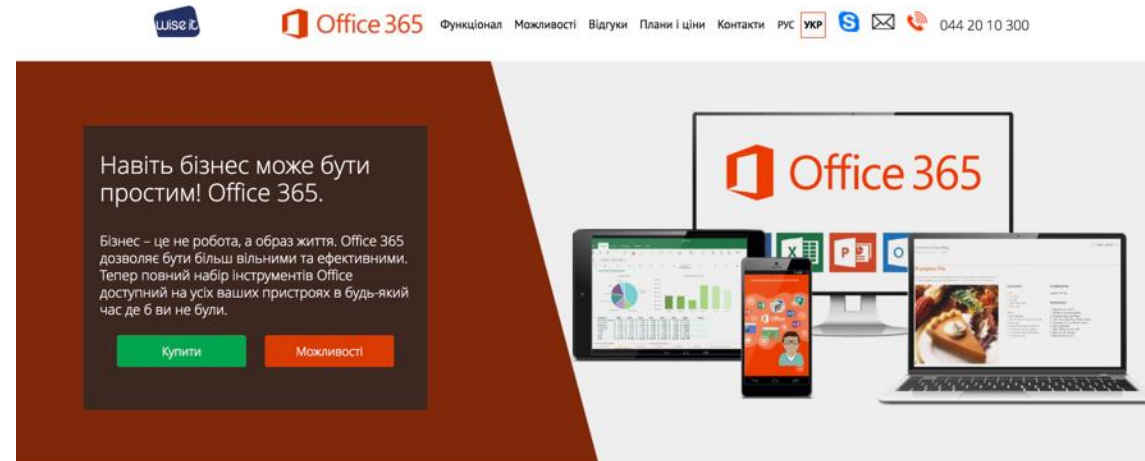 wise it
Office 365
Функціонал Можливості Відгуки Плани і ціни Контакти РУС УКР
044 20 10 300
Навіть бізнес може бути
простим! Office 365.
Бізнес – це не робота, а образ життя. Office 365
дозволяє бути більш вільними та ефективними.
Тепер повний набір інструментів Office
доступний на усіх ваших пристроях в будь-який
час де б ви не були.
Купити
Можливості
Office 365
Pumpkin Pie
Office